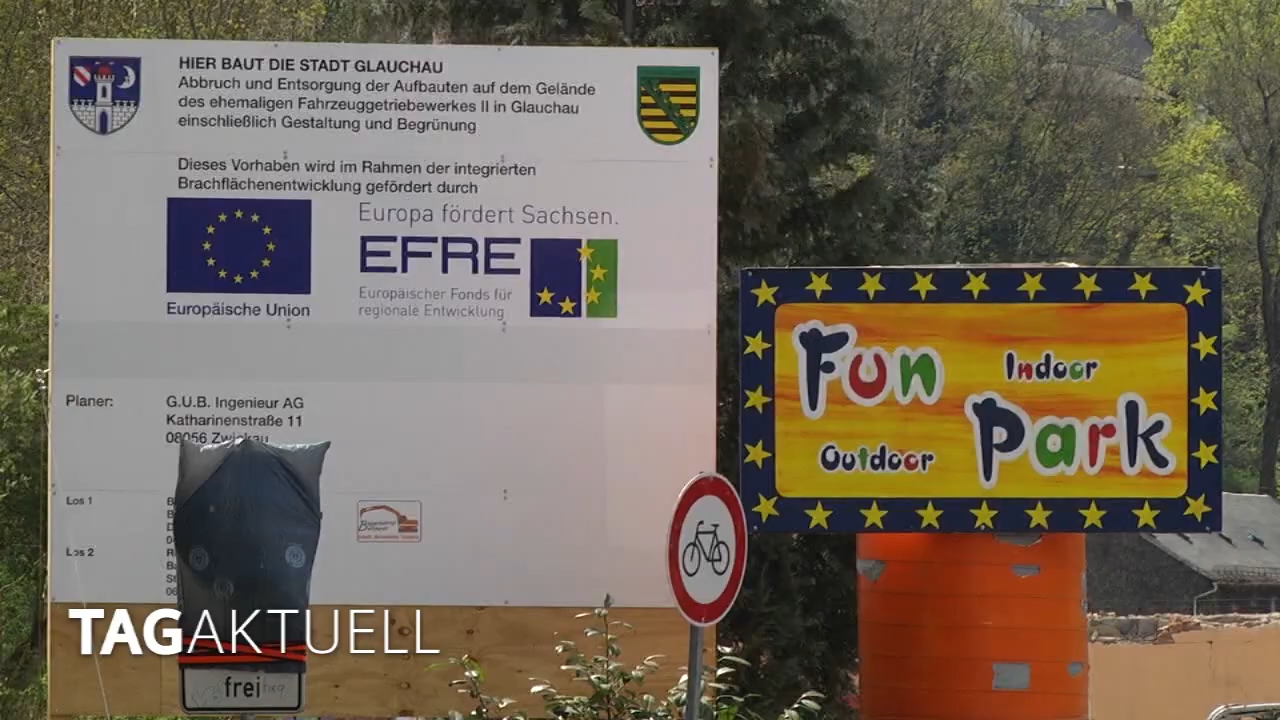 HIER BAUT DIE STADT GLAUCHAU
Abbruch und Entsorgung der Aufbauten auf dem Gelände
des ehemaligen Fahrzeuggetriebewerkes II in Glauchau
einschließlich Gestaltung und Begrünung
Dieses Vorhaben wird im Rahmen der integrierten
Brachflächenentwicklung gefördert durch
Europa fördert Sachsen.
EFRE
Europäischer Fonds für
regionale Entwicklung
Europäische Union
Planer:
G.U.B. Ingenieur AG
Katharinenstraße 11
08056 Zwickau
Los 1
Los 2
Fun
Indoor
Park
Outdoor
TAGAKTUELL
frei